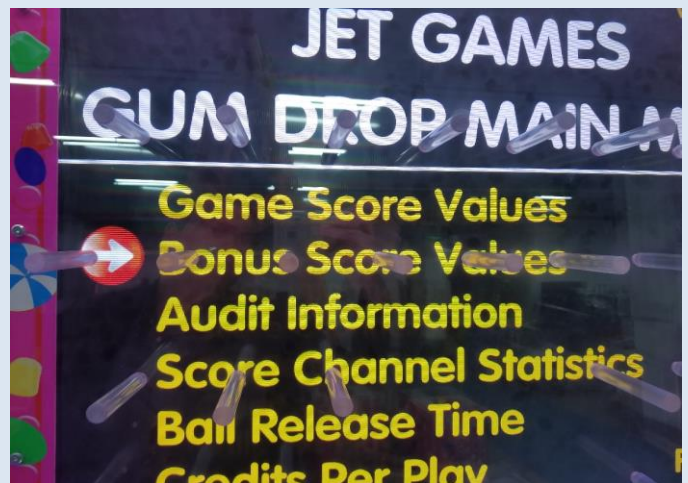 JET GAMES
GUM DROP MAIN M
Game Score Values
Bonus Score Values
Audit Information
Score Channel Statistics
Ball Release Time
Credits Per Play